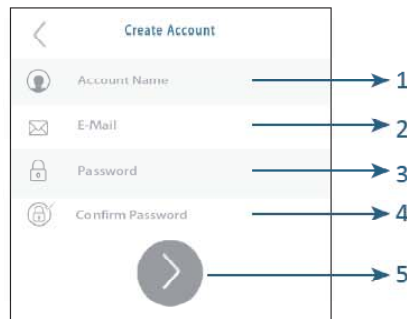 Create Account
Account Name 1
E-Mail 2
Password 3
Confirm Password 4
5